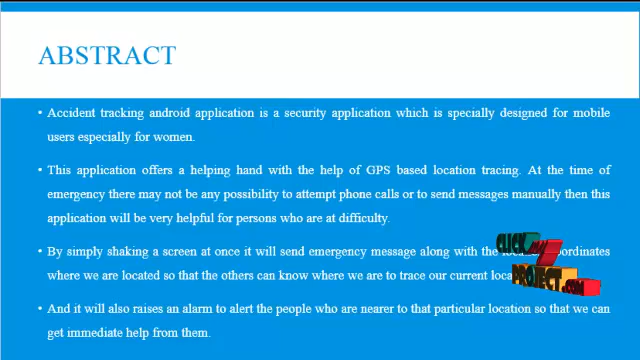 ABSTRACT
• Accident tracking android application is a security application which is specially designed for mobile
users especially for women.
• This application offers a helping hand with the help of GPS based location tracing. At the time of
emergency there may not be any possibility to attempt phone calls or to send messages manually then this
application will be very helpful for persons who are at difficulty.
• By simply shaking a screen at once it will send emergency message along with the
where we are located so that the others can know where we are to trace our current
CLICK
MY
PROJECT.COM
• And it will also raises an alarm to alert the people who are nearer to that particular location so that we can
get immediate help from them.